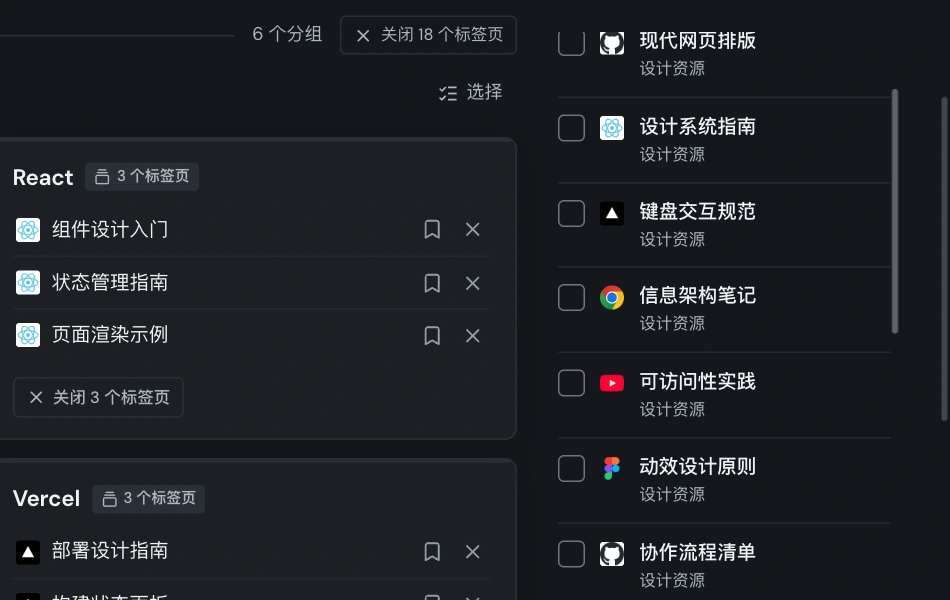 6 个分组
关闭 18 个标签页
选择
React
3 个标签页
组件设计入门
状态管理指南
页面渲染示例
关闭 3 个标签页
Vercel
3 个标签页
部署设计指南
现代网页排版
设计资源
设计系统指南
设计资源
键盘交互规范
设计资源
信息架构笔记
设计资源
可访问性实践
设计资源
动效设计原则
设计资源
协作流程清单
设计资源